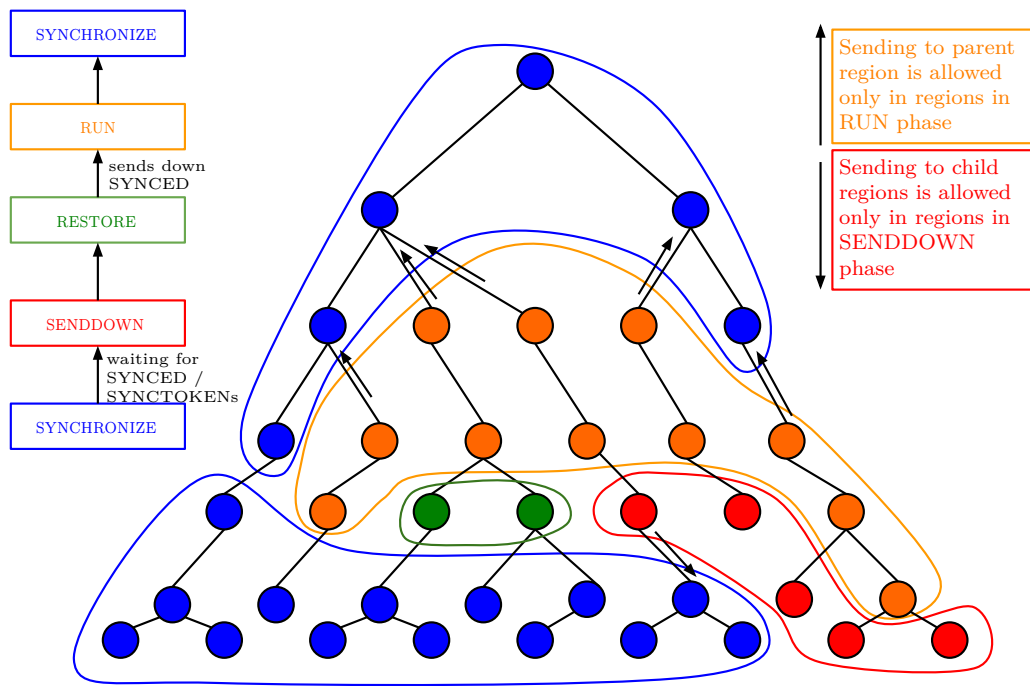 SYNCHRONIZE
RUN
sends down
SYNCED
RESTORE
SENDDOWN
waiting for
SYNCED /
SYNCTOKENs
SYNCHRONIZE
Sending to parent
region is allowed
only in regions in
RUN phase
Sending to child
regions is allowed
only in regions in
SENDDOWN
phase